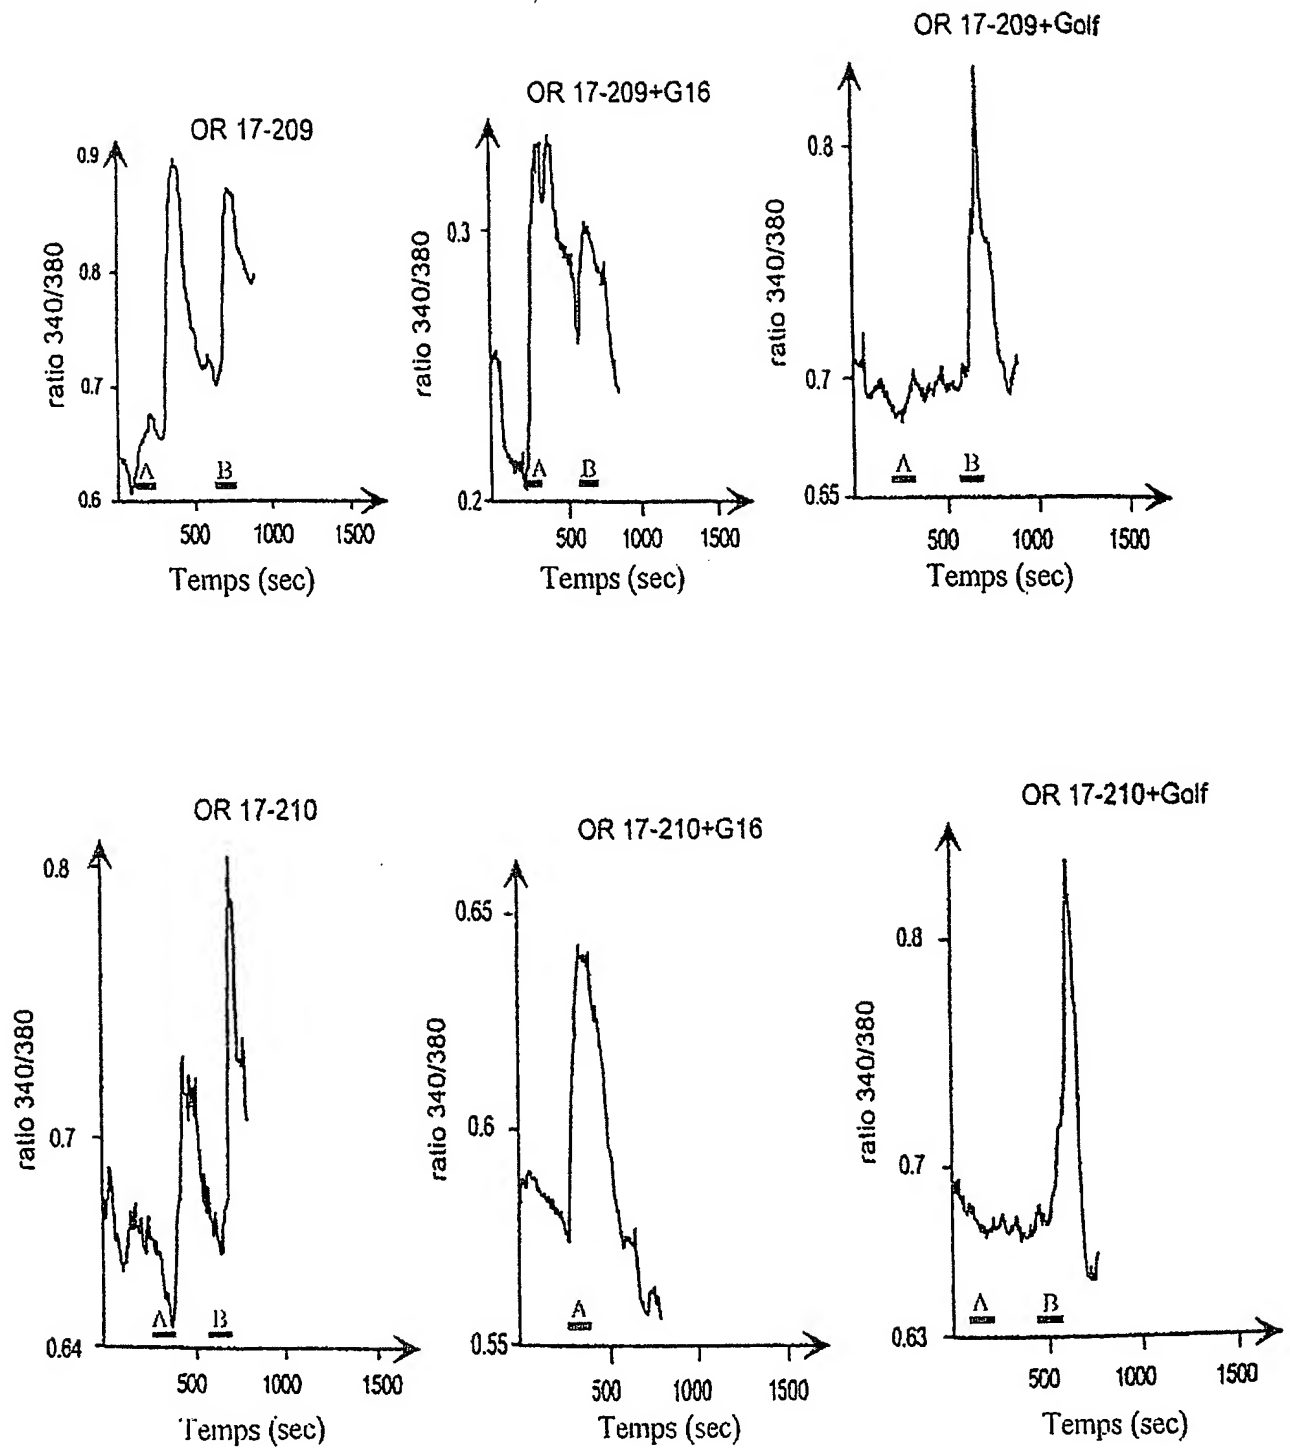 OR 17-209
0.9
0.8
0.7
0.6
ratio 340/380
A
B
500 1000 1500
Temps (sec)
OR 17-209+G16
0.3
0.2
ratio 340/380
A
B
500 1000 1500
Temps (sec)
OR 17-209+Golf
0.8
0.7
0.65
ratio 340/380
A
B
500 1000 1500
Temps (sec)
OR 17-210
0.8
0.7
0.64
ratio 340/380
A
B
500 1000 1500
Temps (sec)
OR 17-210+G16
0.65
0.6
0.55
ratio 340/380
A
500 1000 1500
Temps (sec)
OR 17-210+Golf
0.8
0.7
0.63
ratio 340/380
A
B
500 1000 1500
Temps (sec)